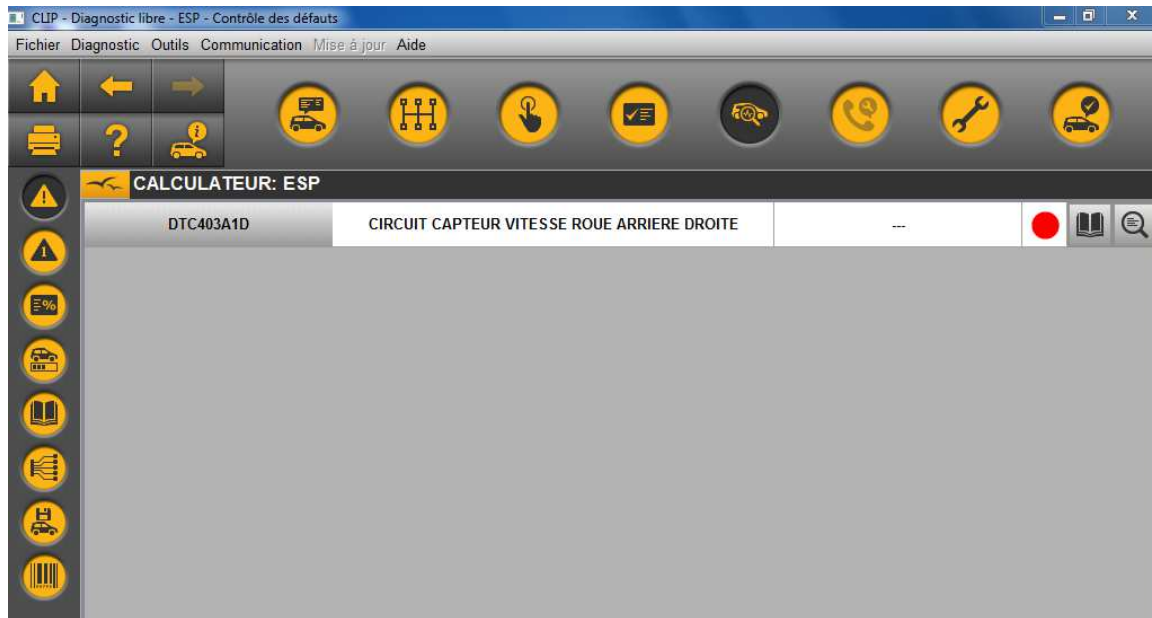 CLIP - Diagnostic libre - ESP - Contrôle des défauts
Fichier Diagnostic Outils Communication Mise à jour Aide
CALCULATEUR: ESP
DTC403A1D CIRCUIT CAPTEUR VITESSE ROUE ARRIERE DROITE ---